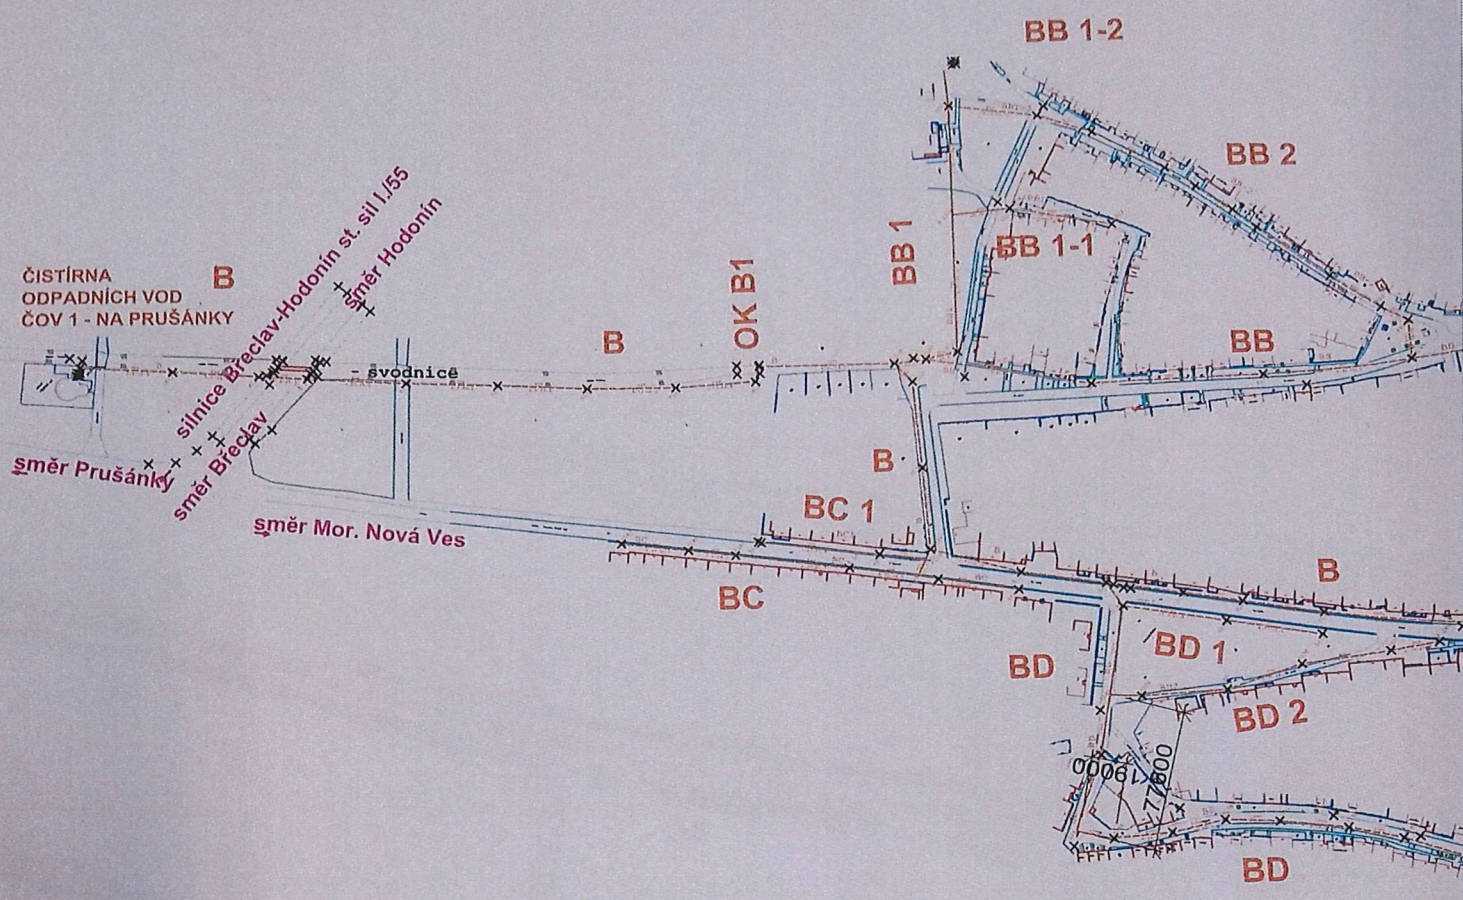 BB 1-2
BB 2
silnice Břeclav-Hodonín st. sil I./55
směr Hodonín
BB 1
BB 1-1
ČISTÍRNA
ODPADNÍCH VOD
ČOV 1 - NA PRUŠÁNKY
B
OK B1
B
BB
- svodnice
B
směr Prušánky
směr Břeclav
směr Mor. Nová Ves
BC 1
B
BC
BD
BD 1
BD 2
BD